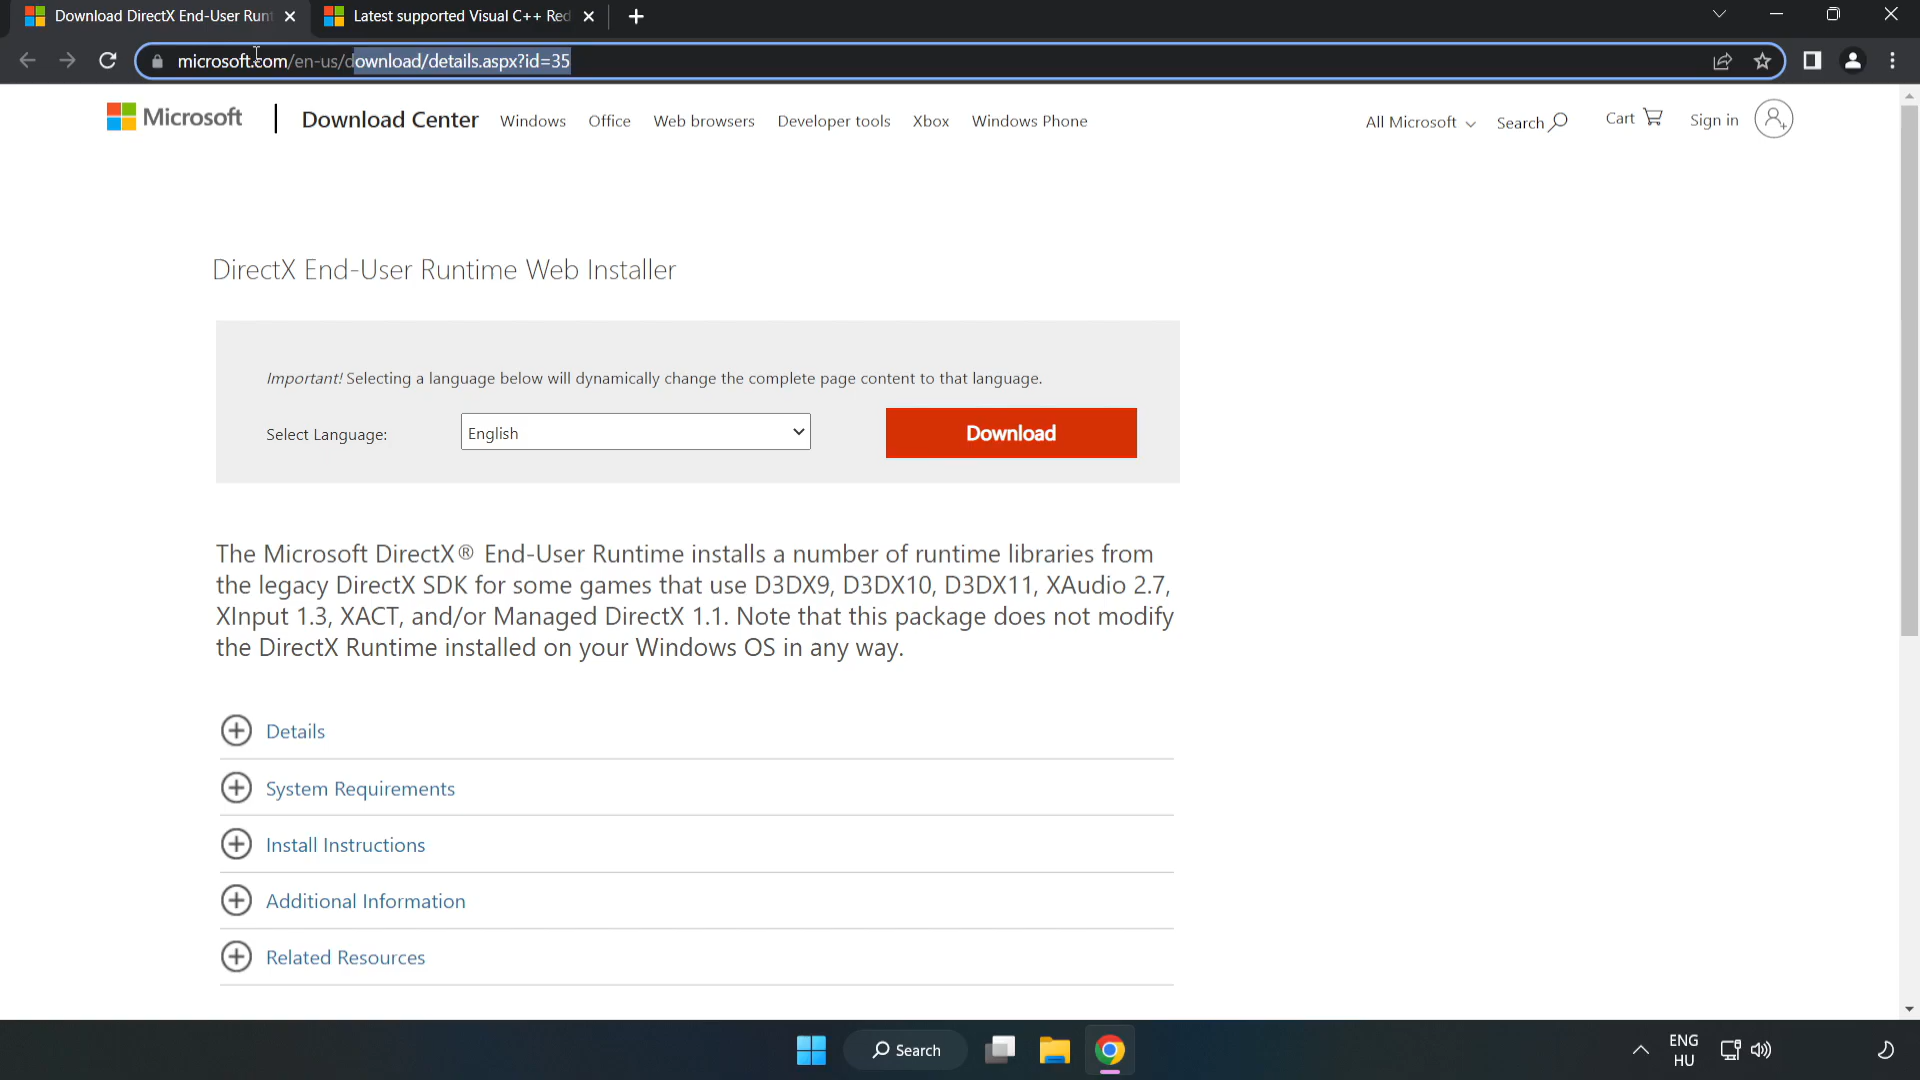 Download DirectX End-User Runt
Latest supported Visual C++ Red
microsoft.com/en-us/download/details.aspx?id=35
Microsoft
Download Center
Windows
Office
Web browsers
Developer tools
Xbox
Windows Phone
All Microsoft
Search
Cart
Sign in
DirectX End-User Runtime Web Installer
Important! Selecting a language below will dynamically change the complete page content to that language.
Select Language:
English
Download
The Microsoft DirectX® End-User Runtime installs a number of runtime libraries from
the legacy DirectX SDK for some games that use D3DX9, D3DX10, D3DX11, XAudio 2.7,
XInput 1.3, XACT, and/or Managed DirectX 1.1. Note that this package does not modify
the DirectX Runtime installed on your Windows OS in any way.
Details
System Requirements
Install Instructions
Additional Information
Related Resources
Search
ENG
HU